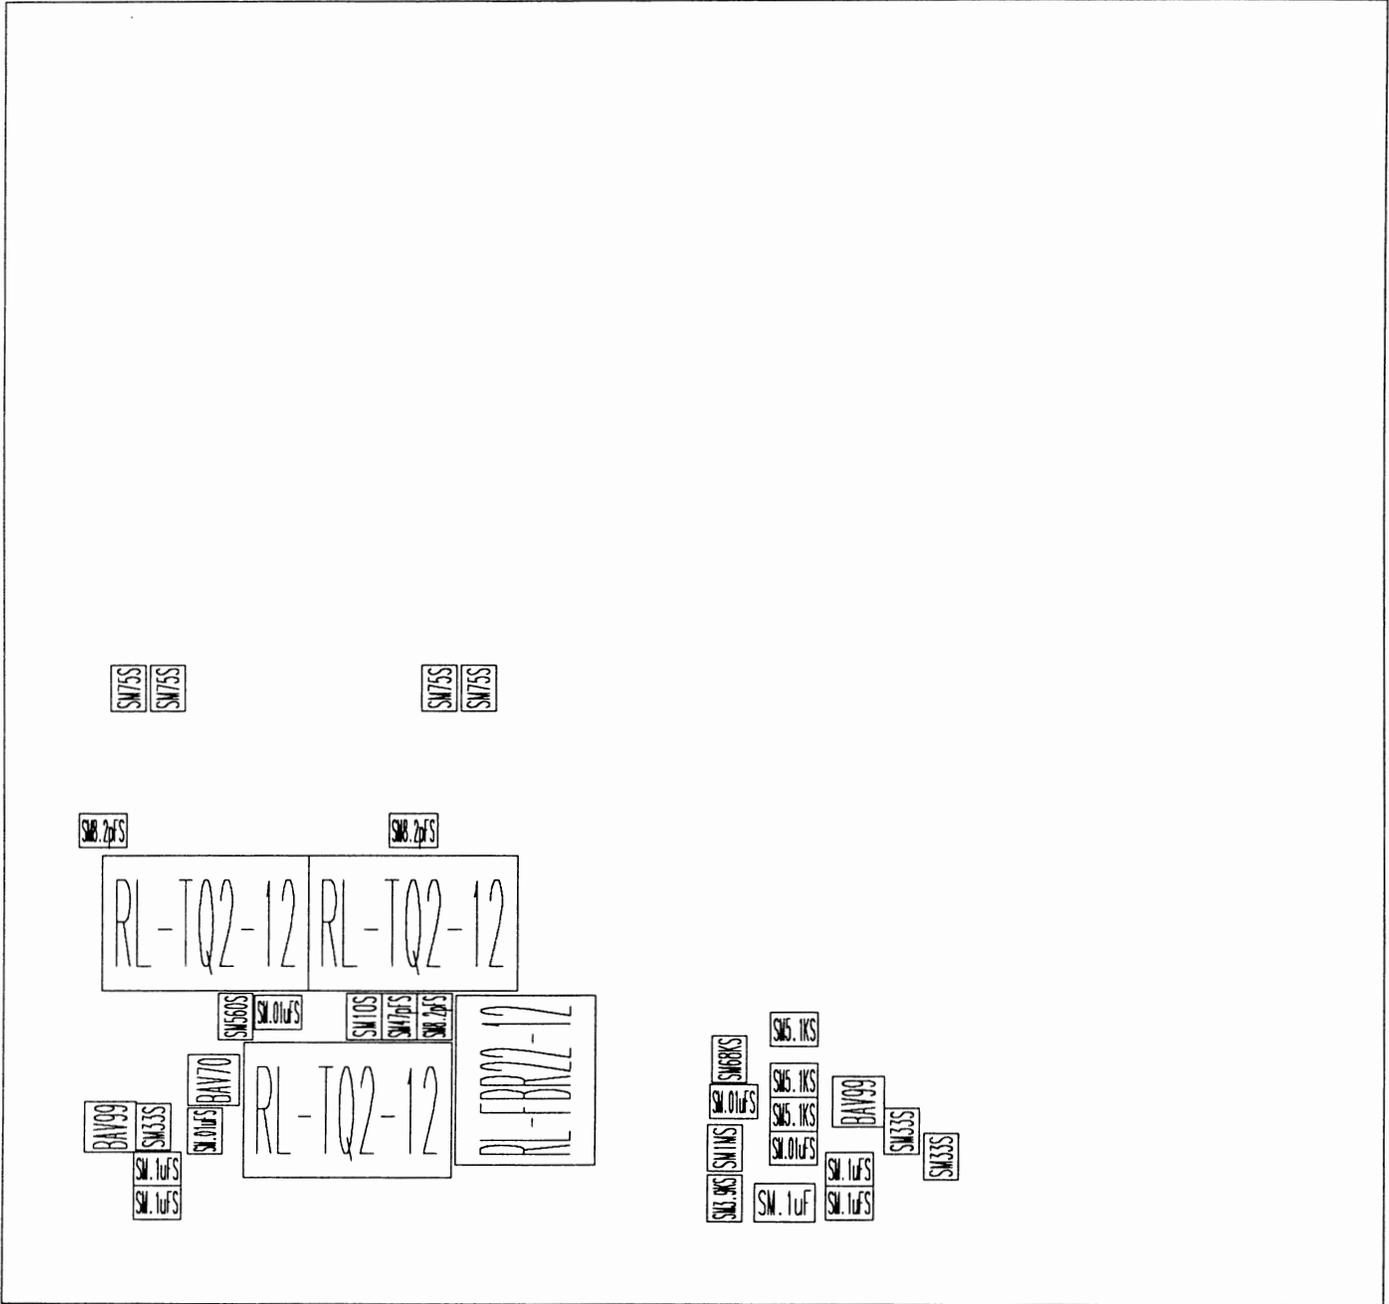 SM75S SM75S SM75S SM75S
SM8.2pFS SM8.2pFS
RL-TQ2-12 RL-TQ2-12
SM560S SM.01uFS SM10S SM47pFS SM8.2pFS
RL-FBR22-12
SM5.1KS
SM68KS
BAV70
RL-TQ2-12
SM5.1KS
SM.01uFS
BAV99
BAV99 SM33S SM.01uFS
SM5.1KS
SM33S
SM1MS
SM.01uFS
SM33S
SM.1uFS
SM.1uFS
SM.1uFS
SM3.9KS
SM.1uF
SM.1uFS